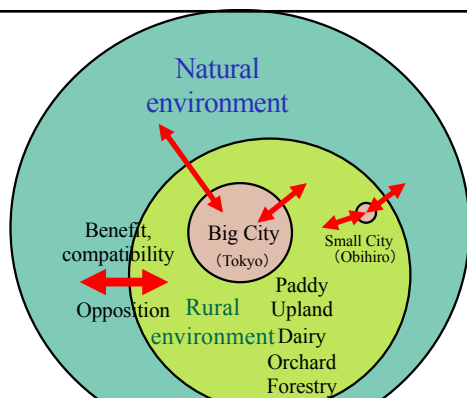 Natural
environment
Benefit,
compatibility
Opposition
Big City
(Tokyo)
Small City
(Obihiro)
Rural
environment
Paddy
Upland
Dairy
Orchard
Forestry